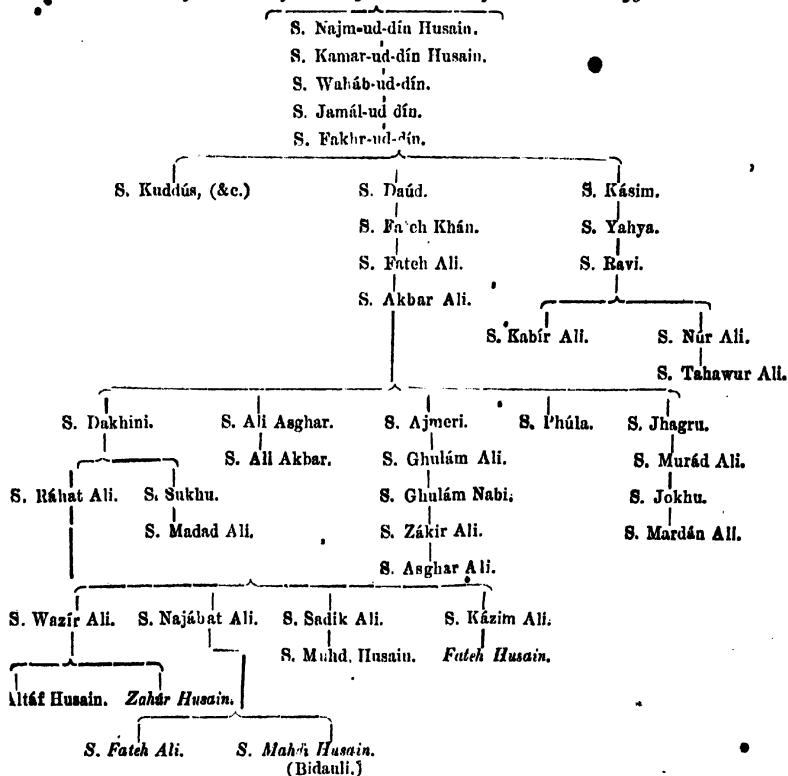 S. Najm-ud-dín Husain.
S. Kamar-ud-dín Husain.
S. Waháb-ud-dín.
S. Jamál-ud dín.
S. Fakhr-ud-dín.
S. Kuddús, (&c.) S. Daúd. S. Kásim.
S. Fateh Khán. S. Yahya.
S. Fateh Ali. S. Ravi.
S. Akbar Ali.
S. Kabír Ali. S. Núr Ali.
S. Tahawur Ali.
S. Dakhini. S. Ali Asghar. S. Ajmeri. S. Phúla. S. Jhagru.
S. Ali Akbar. S. Ghulám Ali. S. Murád Ali.
S. Ráhat Ali. S. Sukhu. S. Ghulám Nabi. S. Jokhu.
S. Madad Ali. S. Zákir Ali. S. Mardán Ali.
S. Asghar Ali.
S. Wazír Ali. S. Najábat Ali. S. Sadik Ali. S. Kázim Ali.
S. Muhd. Husain. Fateh Husain.
Altáf Husain. Zahúr Husain.
S. Fateh Ali. S. Mahdi Husain.
(Bidauli.)